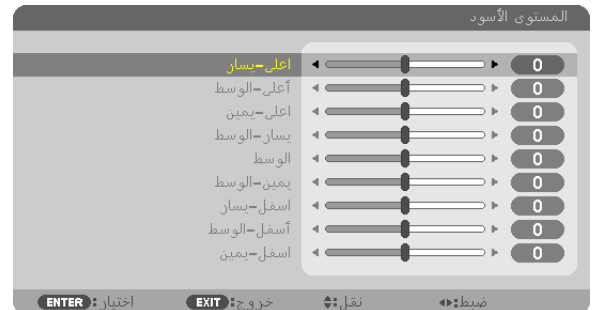 المستوى الأسود
اعلى-يسار 0
أعلى-الوسط 0
اعلى-يمين 0
يسار-الوسط 0
الوسط 0
يمين-الوسط 0
اسفل-يسار 0
أسفل-الوسط 0
اسفل-يمين 0
ضبط: نقل: خروج: EXIT اختيار: ENTER